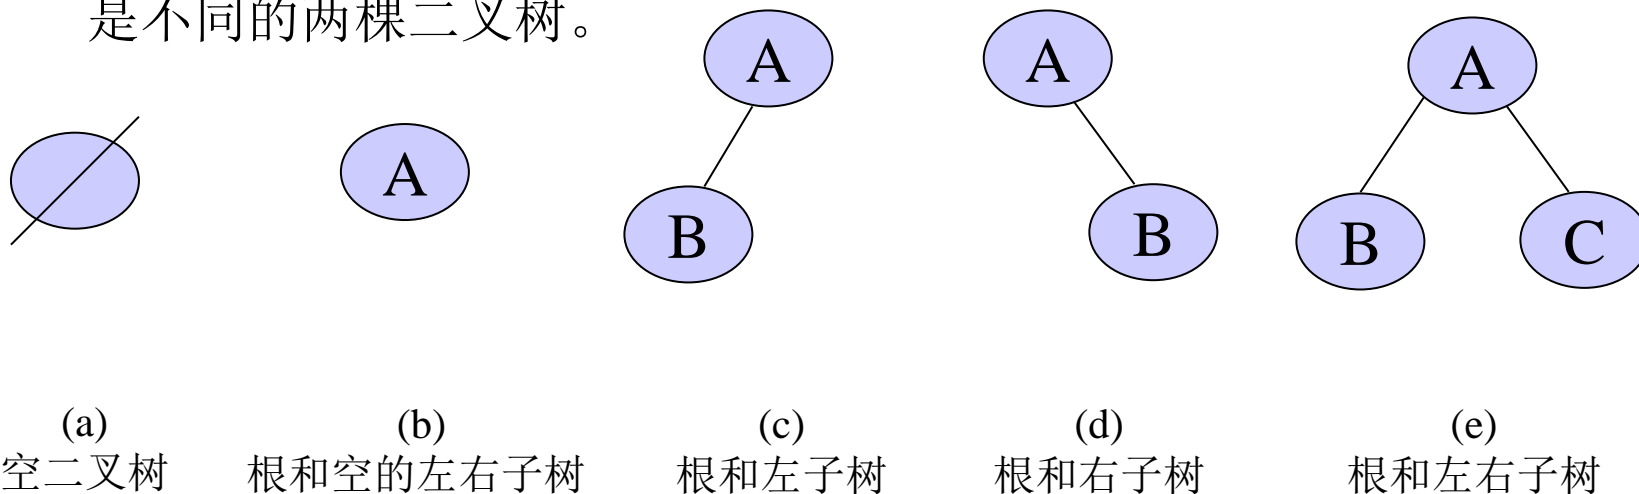 是不同的两棵二叉树。
A
A
A
A
B
B
B
C
(a)
(b)
(c)
(d)
(e)
空二叉树
根和空的左右子树
根和左子树
根和右子树
根和左右子树